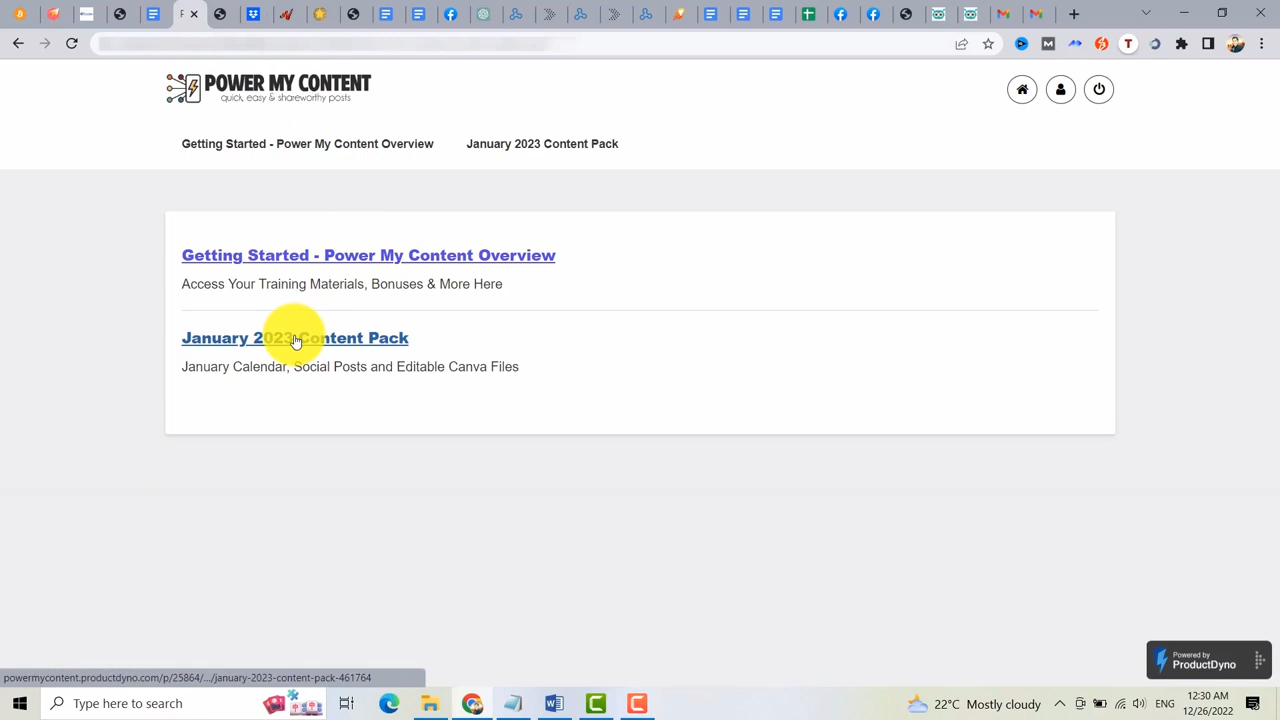 POWER MY CONTENT
quick, easy & shareworthy posts
Getting Started - Power My Content Overview
January 2023 Content Pack
Getting Started - Power My Content Overview
Access Your Training Materials, Bonuses & More Here
January 2023 Content Pack
January Calendar, Social Posts and Editable Canva Files
Powered by
ProductDyno
powermycontent.productdyno.com/p/25864/.../january-2023-content-pack-461764
Type here to search
22°C Mostly cloudy
ENG
12:30 AM
12/26/2022